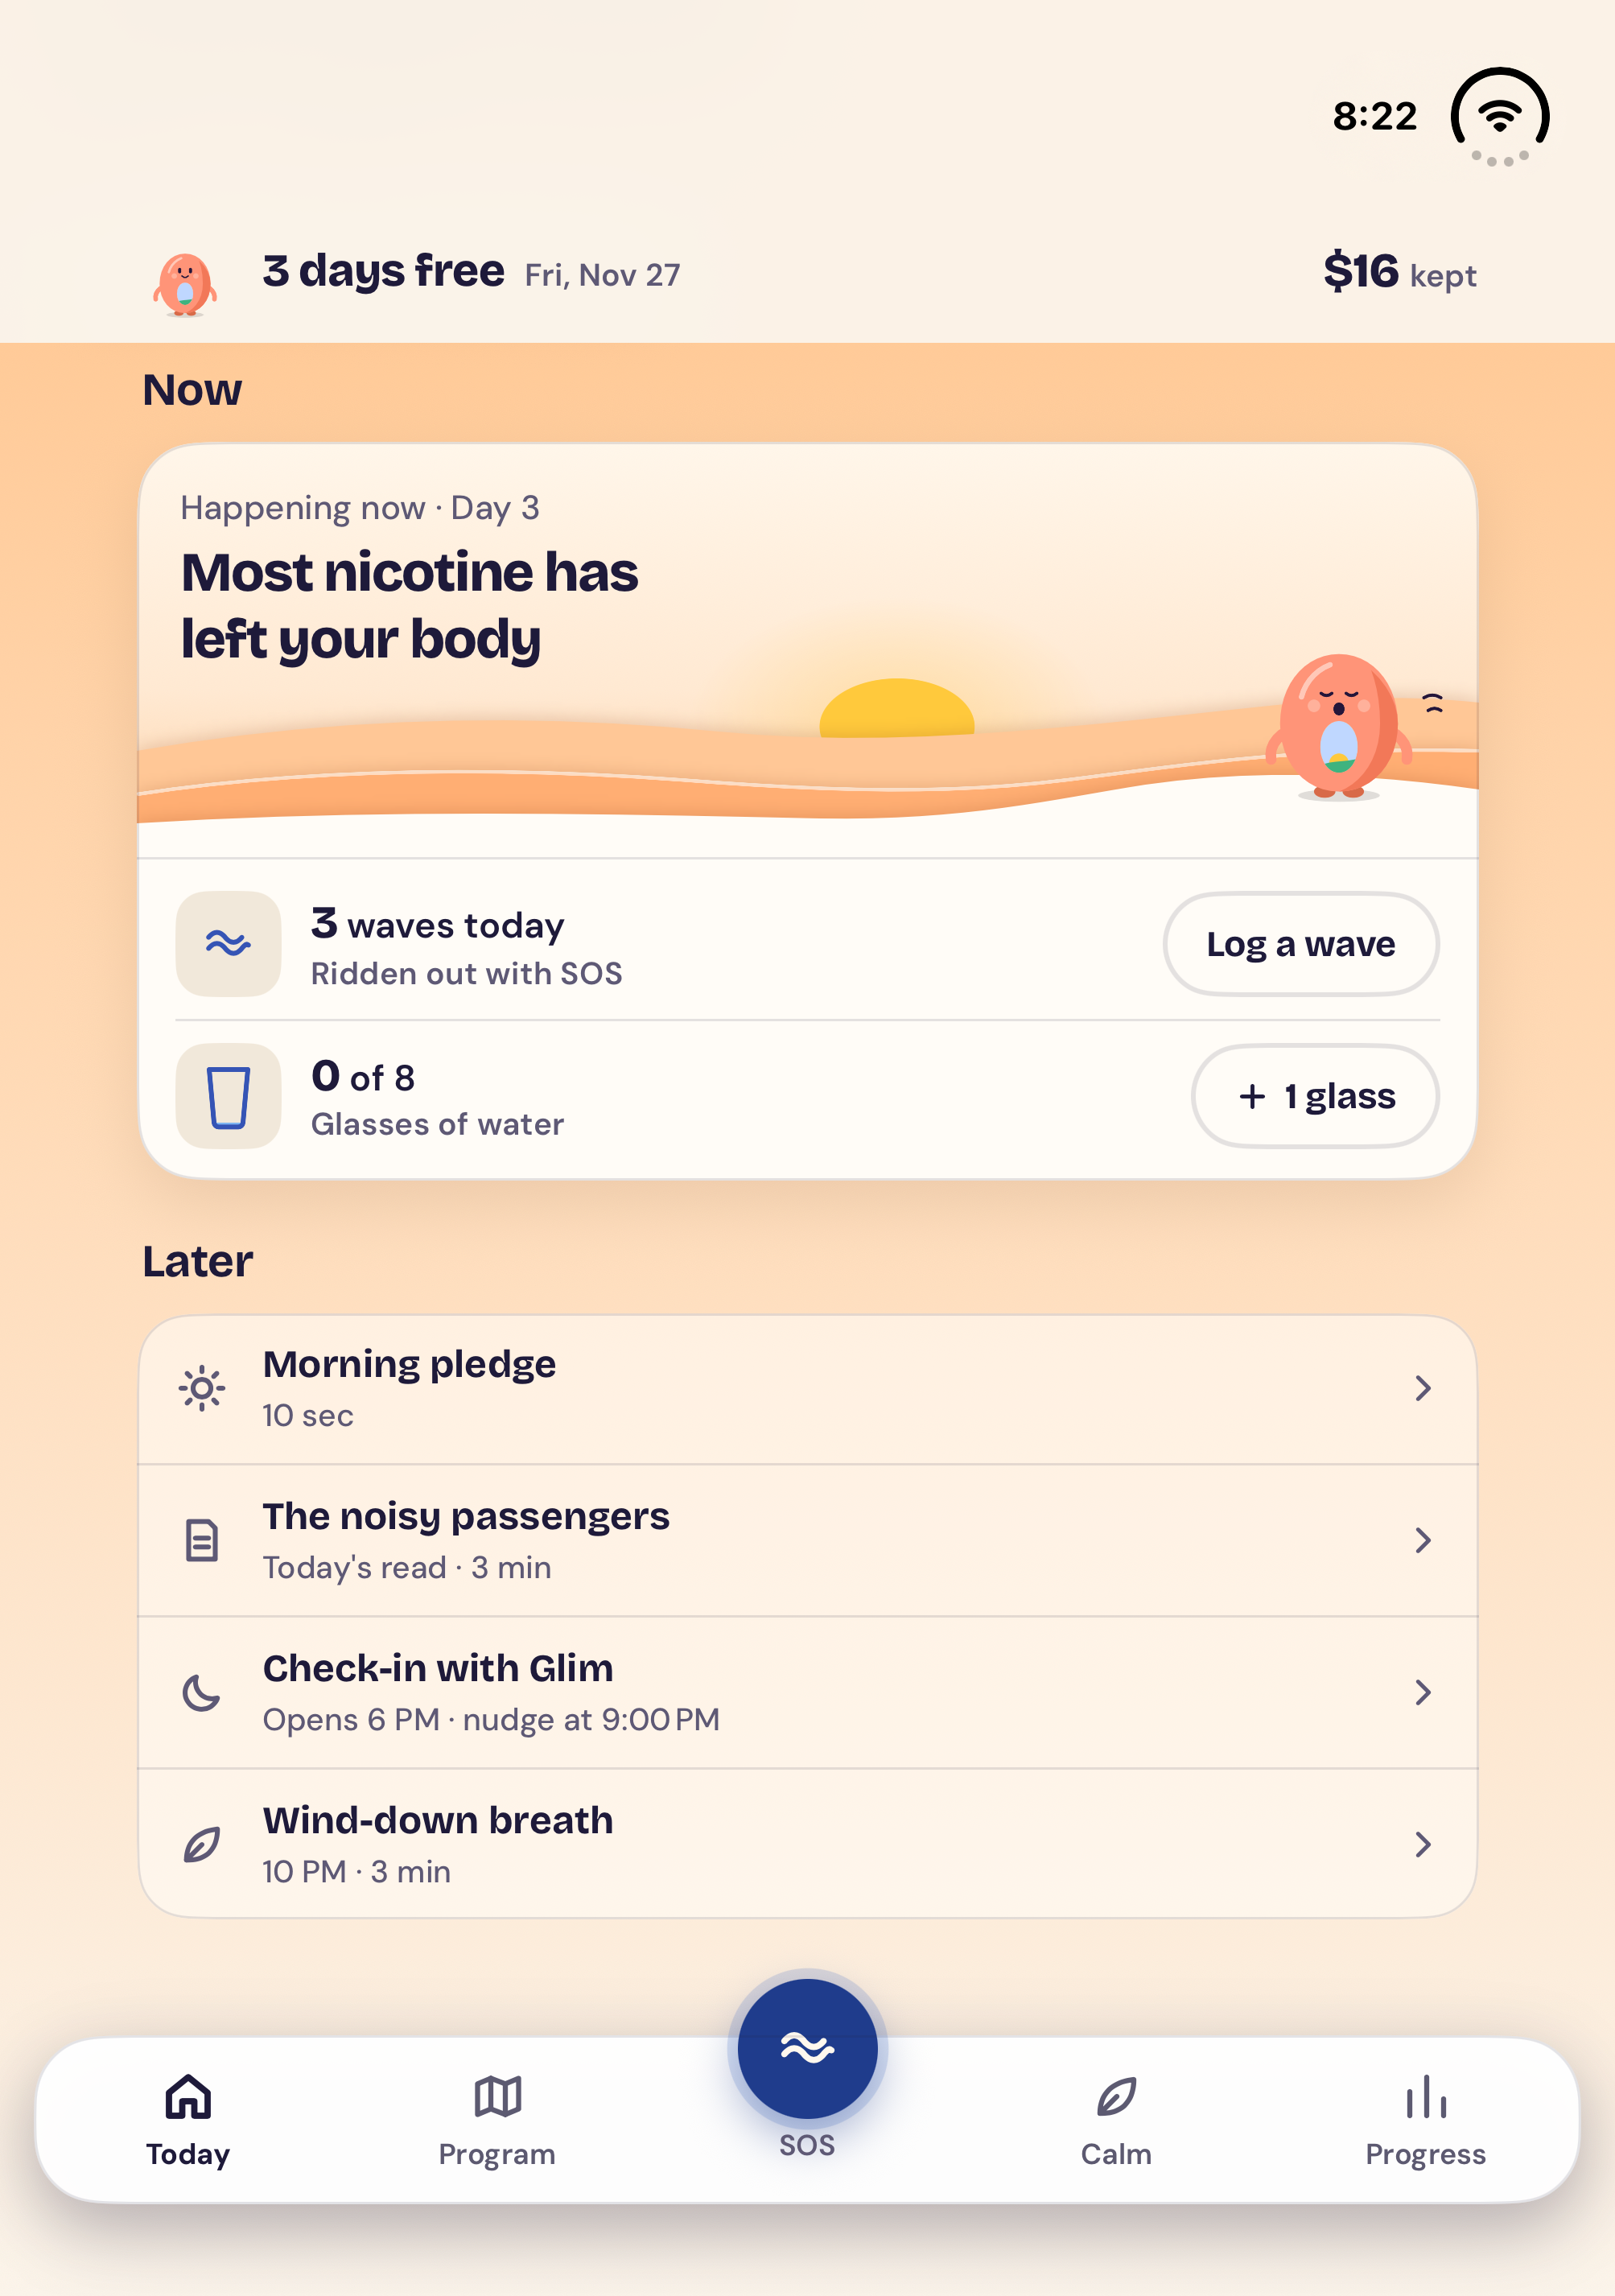 8:22
3 days free Fri, Nov 27
$16 kept
Now
Happening now · Day 3
Most nicotine has
left your body
3 waves today
Ridden out with SOS
Log a wave
0 of 8
Glasses of water
+ 1 glass
Later
Morning pledge
10 sec
The noisy passengers
Today's read · 3 min
Check-in with Glim
Opens 6 PM · nudge at 9:00 PM
Wind-down breath
10 PM · 3 min
Today
Program
SOS
Calm
Progress